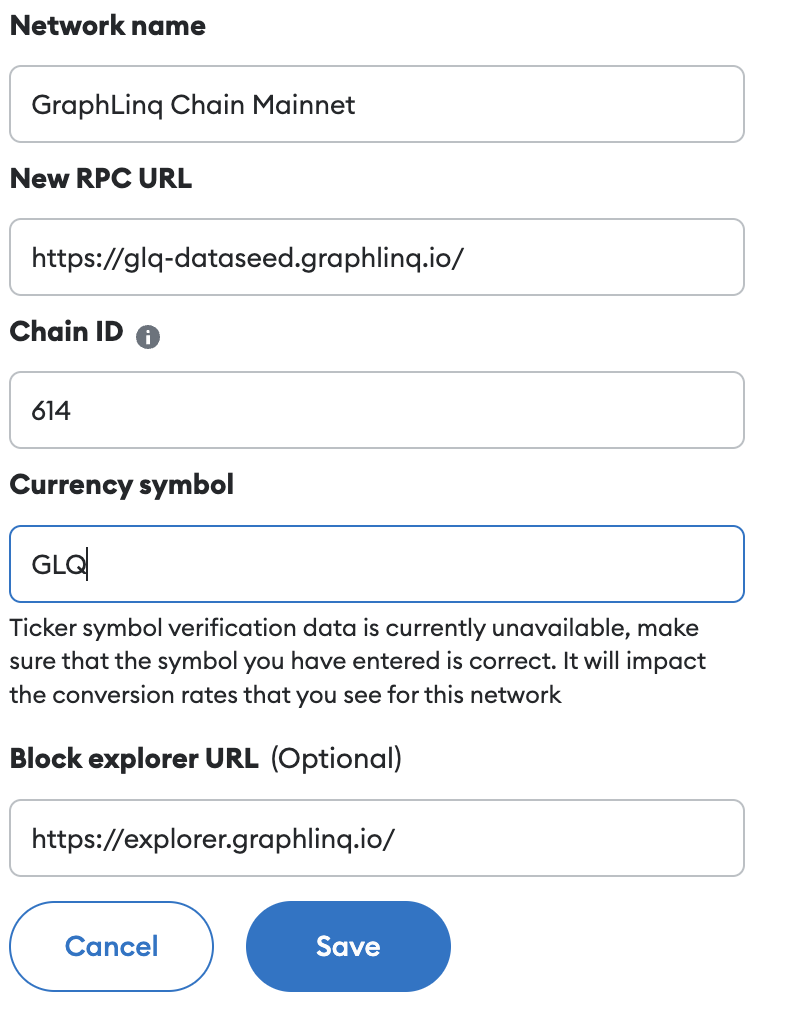 Network name
GraphLinq Chain Mainnet
New RPC URL
https://glq-dataseed.graphlinq.io/
Chain ID
614
Currency symbol
GLQ
Ticker symbol verification data is currently unavailable, make
sure that the symbol you have entered is correct. It will impact
the conversion rates that you see for this network
Block explorer URL (Optional)
https://explorer.graphlinq.io/
Cancel Save